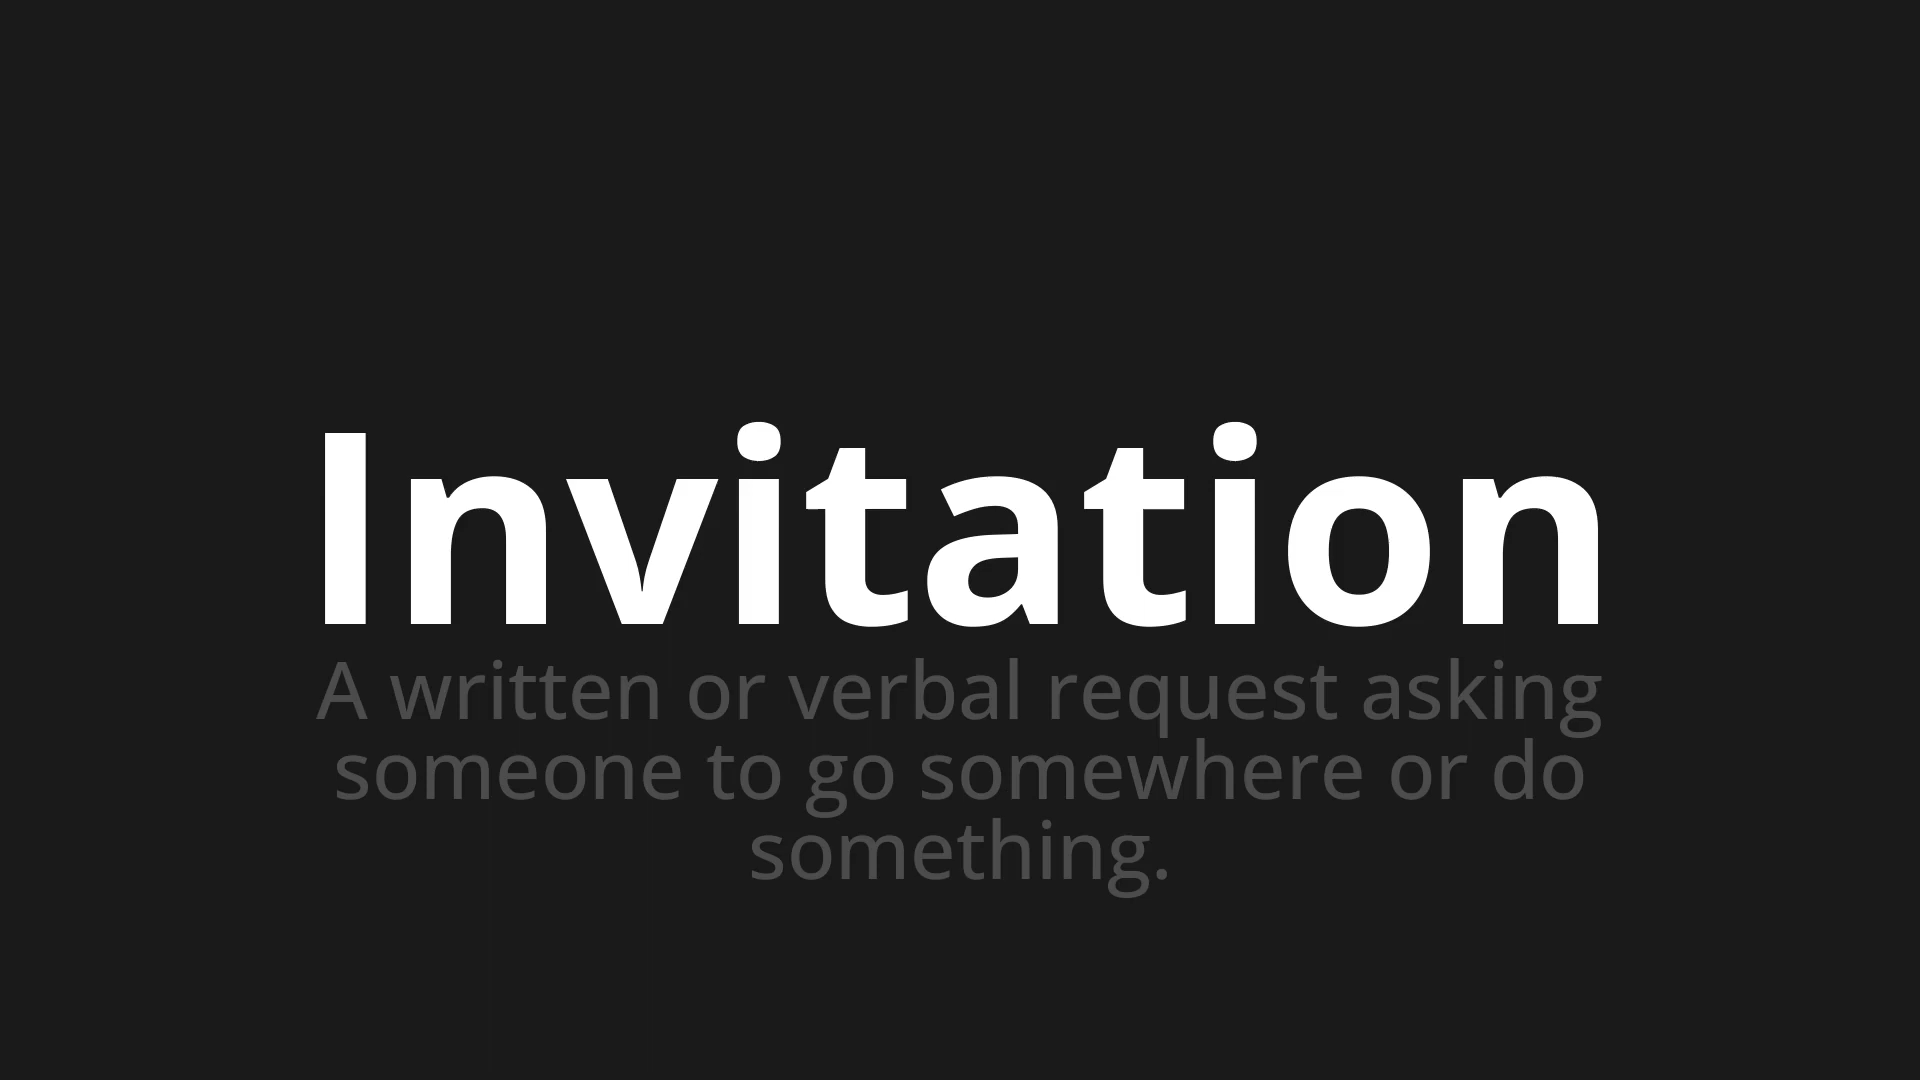 Invitation
A written or verbal request asking
someone to go somewhere or do
something.